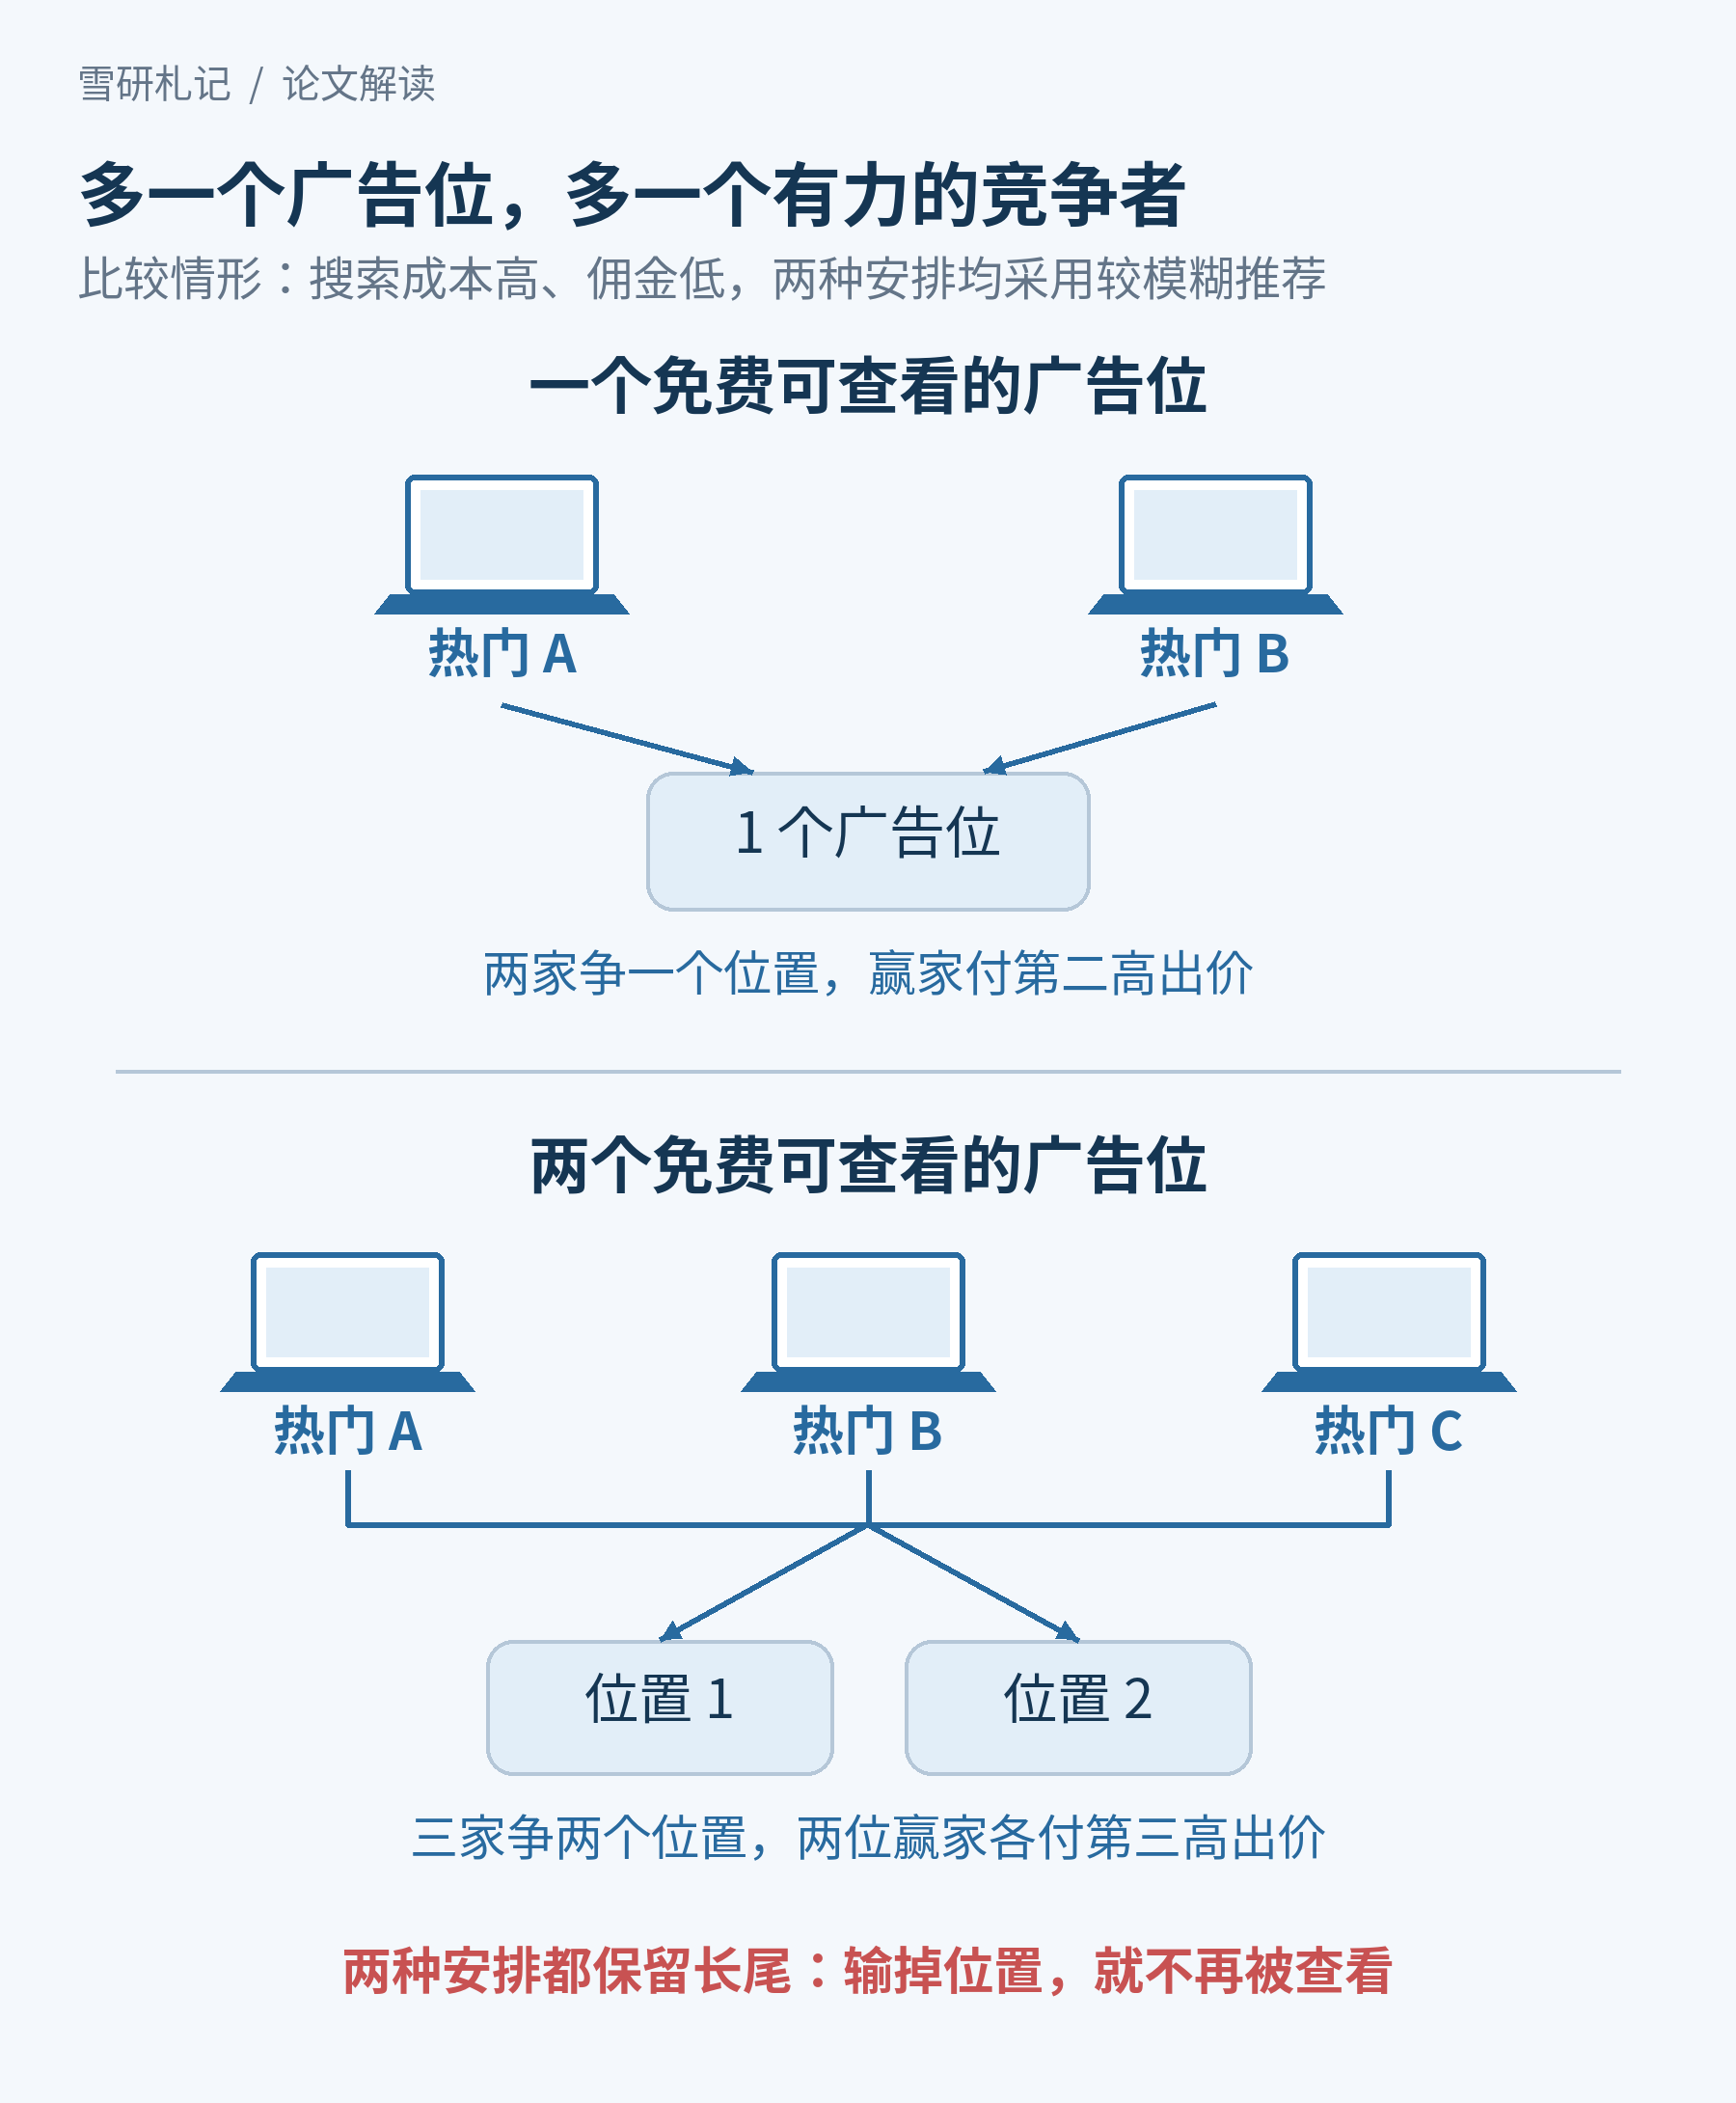 雪研札记 / 论文解读
多一个广告位，多一个有力的竞争者
比较情形：搜索成本高、佣金低，两种安排均采用较模糊推荐
一个免费可查看的广告位
热门 A
热门 B
1 个广告位
两家争一个位置，赢家付第二高出价
两个免费可查看的广告位
热门 A
热门 B
热门 C
位置 1
位置 2
三家争两个位置，两位赢家各付第三高出价
两种安排都保留长尾：输掉位置，就不再被查看